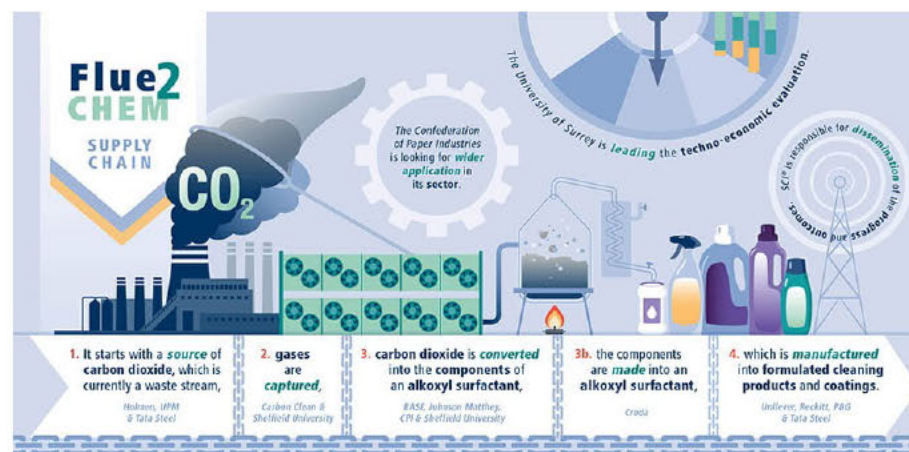 Flue2
CHEM
SUPPLY
CHAIN
CO2
The Confederation
of Paper Industries
is looking for wider
application in
its sector.
The University of Surrey is leading the techno-economic evaluation.
SCI® is responsible for dissemination of the progress and outcomes.
1. It starts with a source of
carbon dioxide, which is
currently a waste stream,
Holmen, UPM
& Tata Steel
2. gases
are
captured,
Carbon Clean &
Sheffield University
3. carbon dioxide is converted
into the components of
an alkoxyl surfactant,
BASF, Johnson Matthey,
CPI & Sheffield University
3b. the components
are made into an
alkoxyl surfactant,
Croda
4. which is manufactured
into formulated cleaning
products and coatings.
Unilever, Reckitt, P&G
& Tata Steel